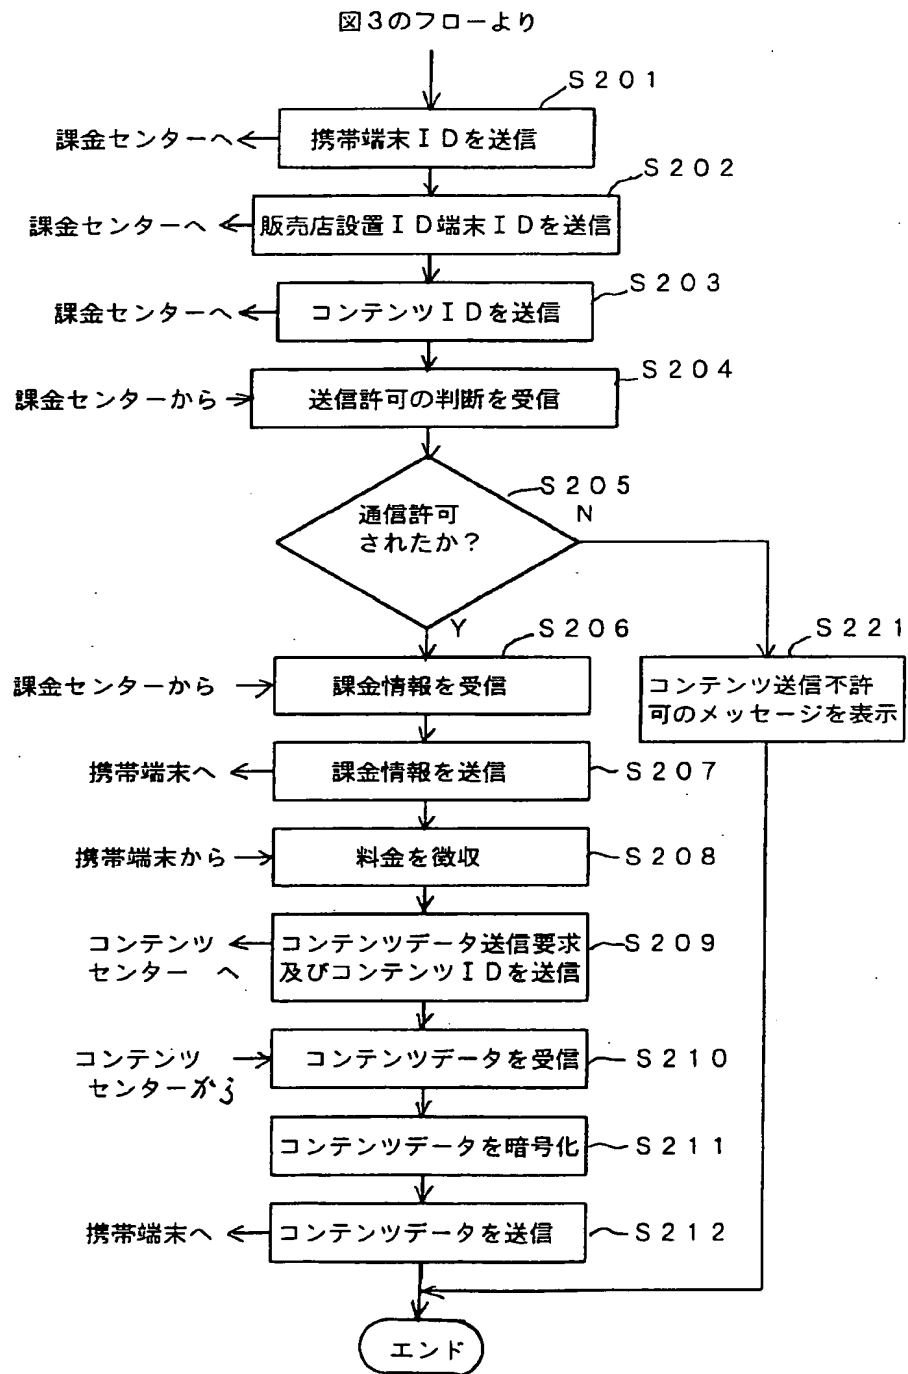 図3のフローより
S201
課金センターへ
携帯端末IDを送信
S202
課金センターへ
販売店設置ID端末IDを送信
S203
課金センターへ
コンテンツIDを送信
S204
課金センターから
送信許可の判断を受信
S205
通信許可
されたか?
N
Y
S206
課金センターから
課金情報を受信
S221
コンテンツ送信不許
可のメッセージを表示
携帯端末へ
課金情報を送信
S207
携帯端末から
料金を徴収
S208
コンテンツ
センター へ
コンテンツデータ送信要求
及びコンテンツIDを送信
S209
コンテンツ
センターから
コンテンツデータを受信
S210
コンテンツデータを暗号化
S211
携帯端末へ
コンテンツデータを送信
S212
エンド